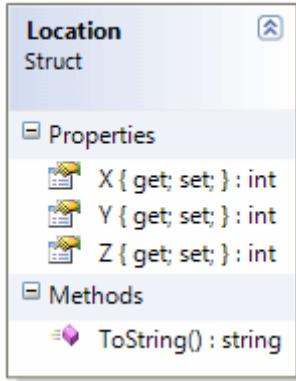 Location
Struct
Properties
X { get; set; } : int
Y { get; set; } : int
Z { get; set; } : int
Methods
ToString() : string